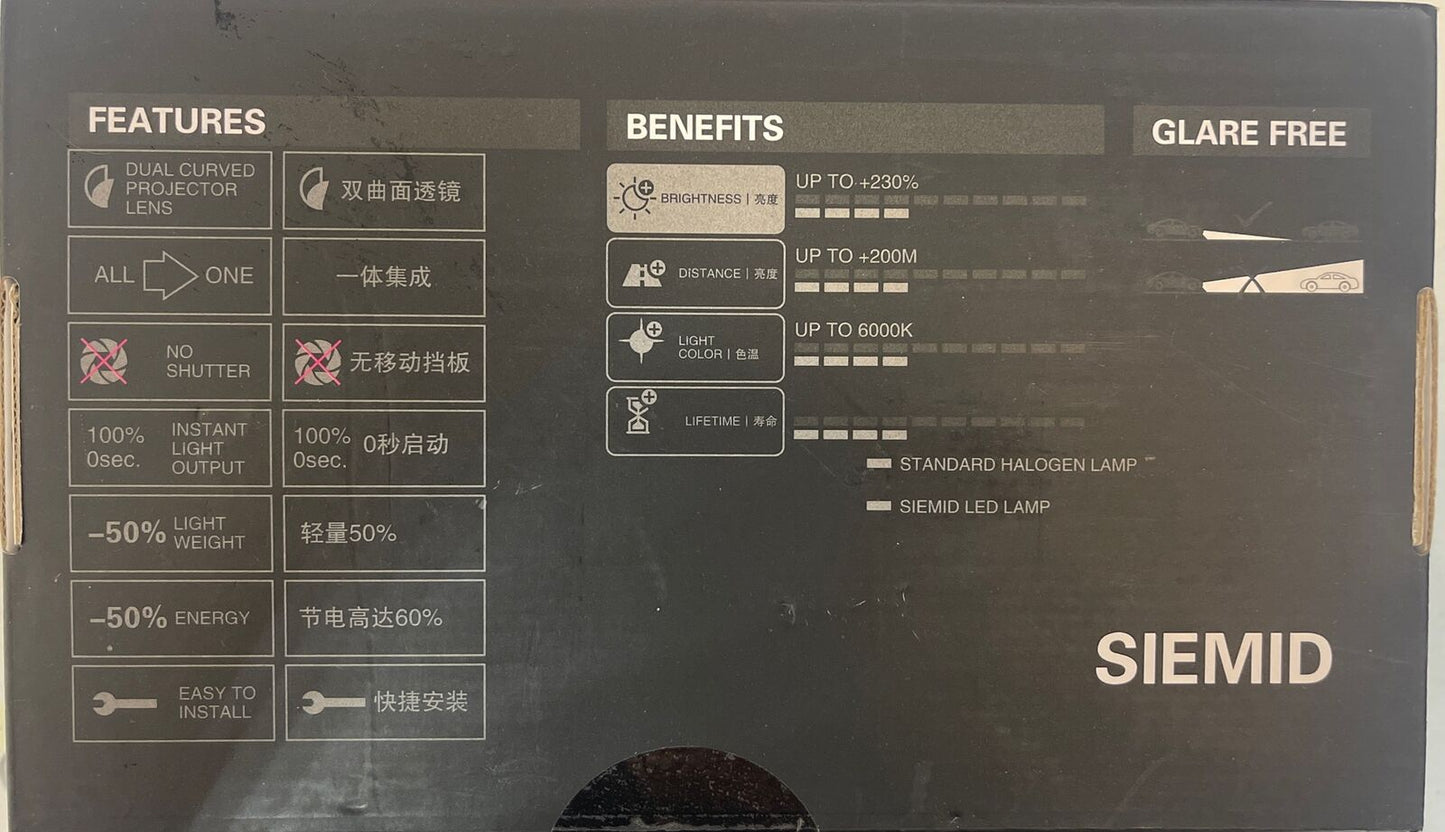 FEATURES
DUAL CURVED
PROJECTOR
LENS
双曲面透镜
ALL ONE
一体集成
NO
SHUTTER
无移动挡板
100%
0sec.
INSTANT
LIGHT
OUTPUT
100%
0sec.
0秒启动
–50% LIGHT
WEIGHT
轻量50%
–50% ENERGY
节电高达60%
EASY TO
INSTALL
快捷安装
BENEFITS
BRIGHTNESS | 亮度
UP TO +230%
DISTANCE | 亮度
UP TO +200M
LIGHT
COLOR | 色温
UP TO 6000K
LIFETIME | 寿命
STANDARD HALOGEN LAMP
SIEMID LED LAMP
GLARE FREE
SIEMID